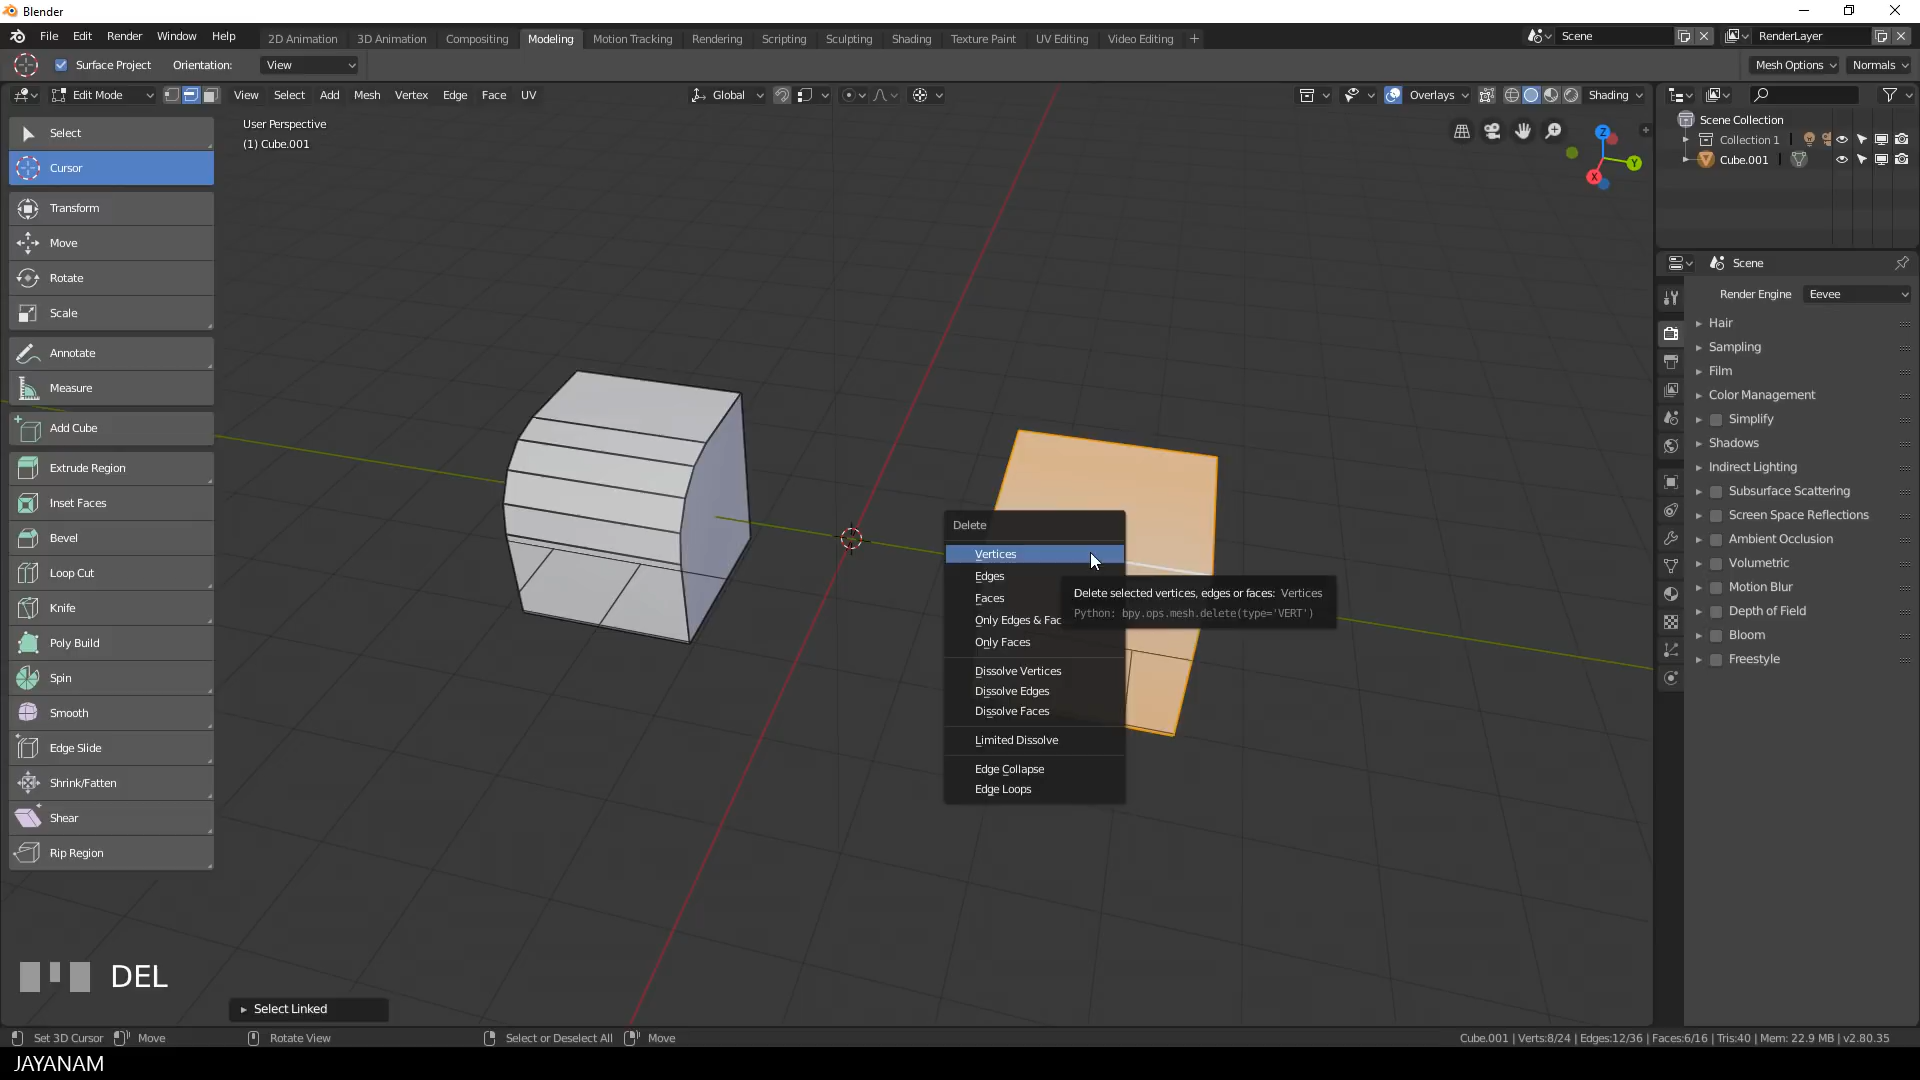 Blender
File Edit Render Window Help 2D Animation 3D Animation Compositing Modeling Motion Tracking Rendering Scripting Sculpting Shading Texture Paint UV Editing Video Editing + Scene RenderLayer
Surface Project Orientation: View Mesh Options Normals
Edit Mode View Select Add Mesh Vertex Edge Face UV Global Overlays Shading
User Perspective
(1) Cube.001
Select
Cursor
Transform
Move
Rotate
Scale
Annotate
Measure
Add Cube
Extrude Region
Inset Faces
Bevel
Loop Cut
Knife
Poly Build
Spin
Smooth
Edge Slide
Shrink/Fatten
Shear
Rip Region
Z
Y
X
Delete
Vertices
Edges
Faces
Only Edges & Fac
Only Faces
Dissolve Vertices
Dissolve Edges
Dissolve Faces
Limited Dissolve
Edge Collapse
Edge Loops
Delete selected vertices, edges or faces: Vertices
Python: bpy.ops.mesh.delete(type='VERT')
Scene Collection
Collection 1
Cube.001
Scene
Render Engine Eevee
Hair
Sampling
Film
Color Management
Simplify
Shadows
Indirect Lighting
Subsurface Scattering
Screen Space Reflections
Ambient Occlusion
Volumetric
Motion Blur
Depth of Field
Bloom
Freestyle
DEL
Select Linked
Set 3D Cursor Move Rotate View Select or Deselect All Move Cube.001 | Verts:8/24 | Edges:12/36 | Faces:6/16 | Tris:40 | Mem: 22.9 MB | v2.80.35
JAYANAM